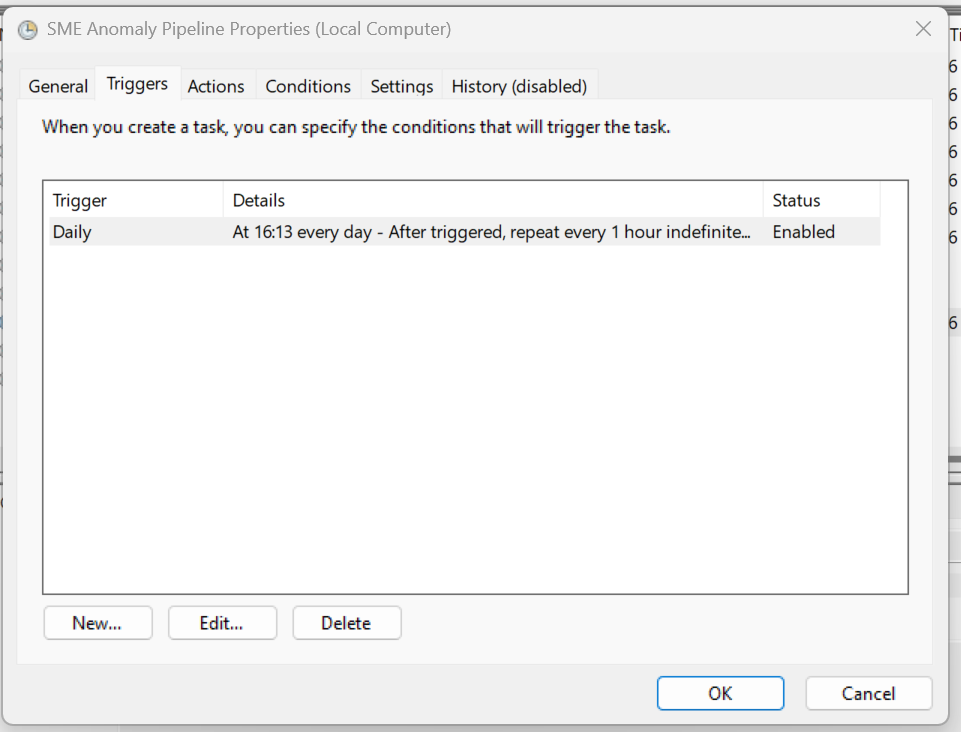 SME Anomaly Pipeline Properties (Local Computer)
General Triggers Actions Conditions Settings History (disabled)
When you create a task, you can specify the conditions that will trigger the task.
Trigger Details Status
Daily At 16:13 every day - After triggered, repeat every 1 hour indefinite... Enabled
New... Edit... Delete
OK Cancel